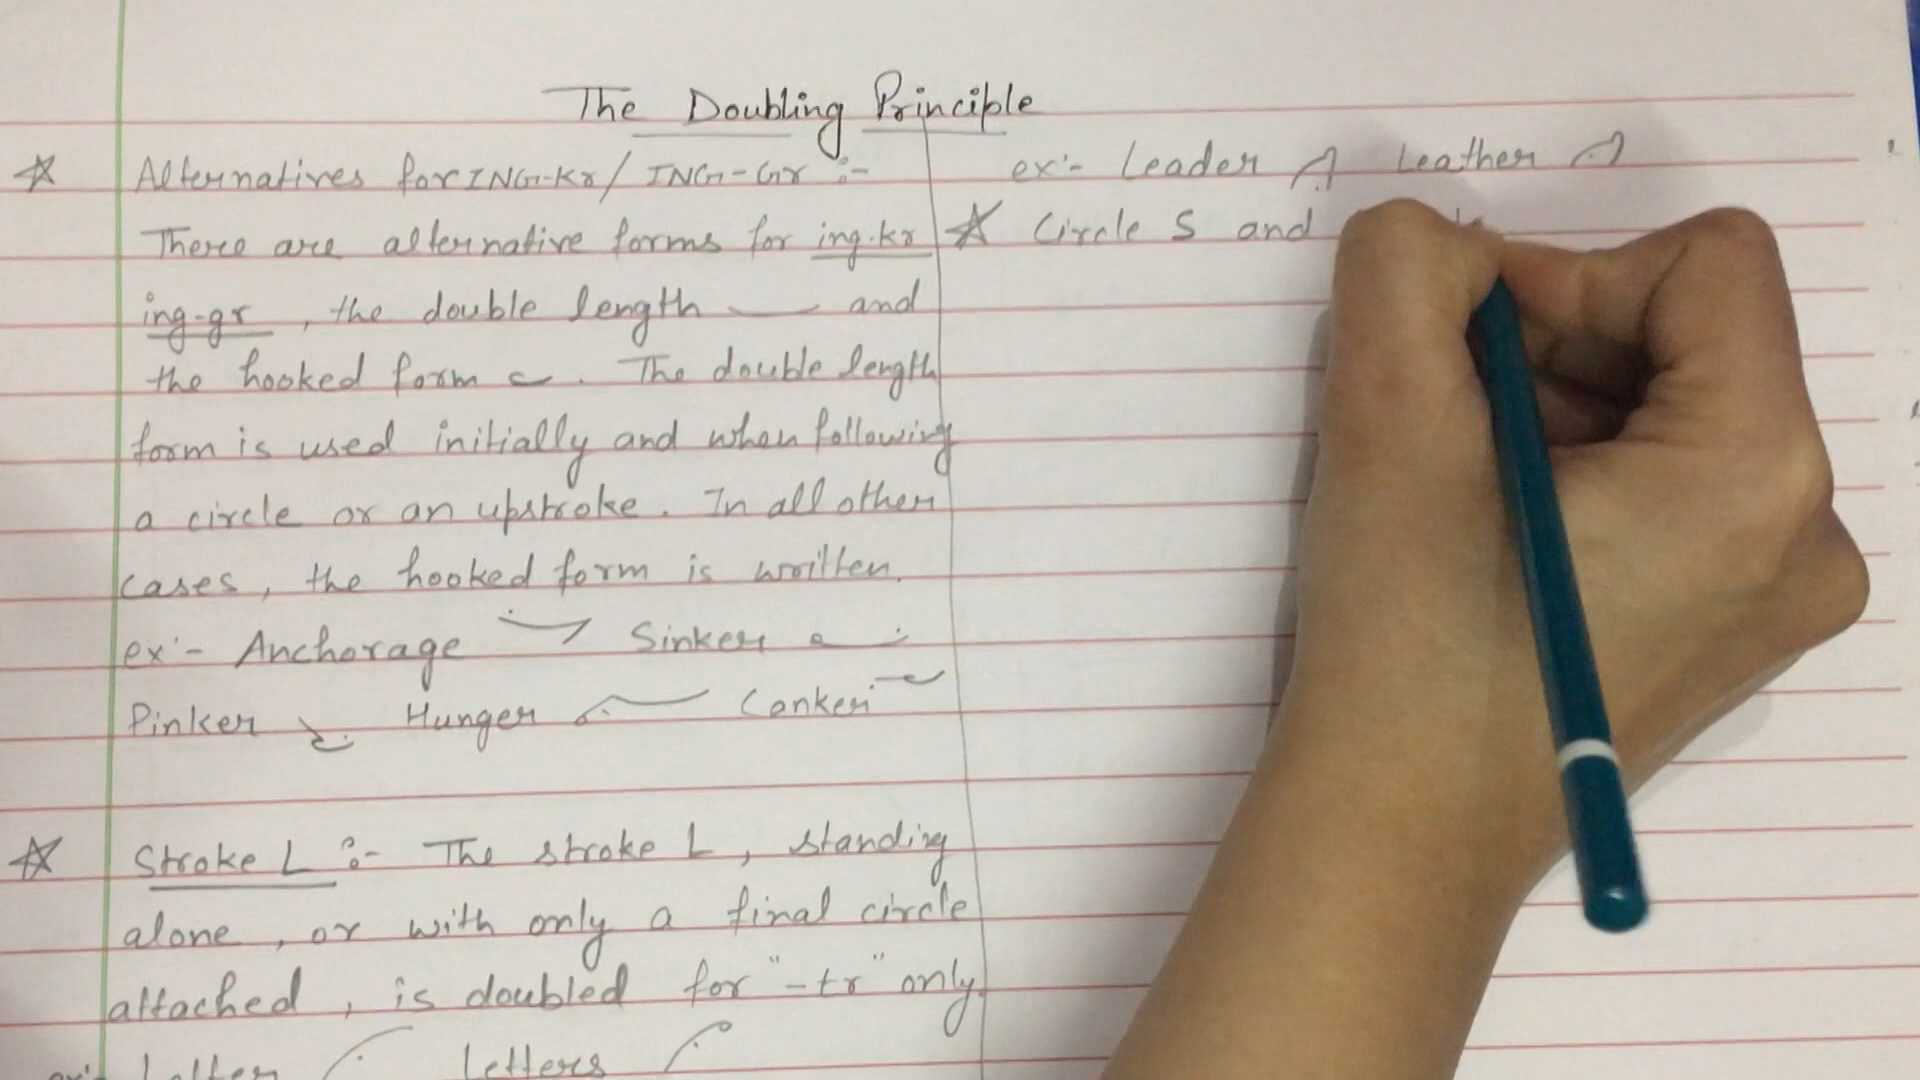 The Doubling Principle
☆ Alternatives for ING-Kr/ ING-Gr :-
There are alternative forms for ing-kr
ing-gr, the double length and
the hooked form. The double length
form is used initially and when following
a circle or an upstroke. In all other
cases, the hooked form is written.
ex:- Anchorage Sinker
Pinker Hunger Conker
☆ Stroke L :- The stroke L, standing
alone, or with only a final circle
attached, is doubled for "-tr" only.
ex:- Letter Letters
ex:- Leader Leather
☆ Circle S and